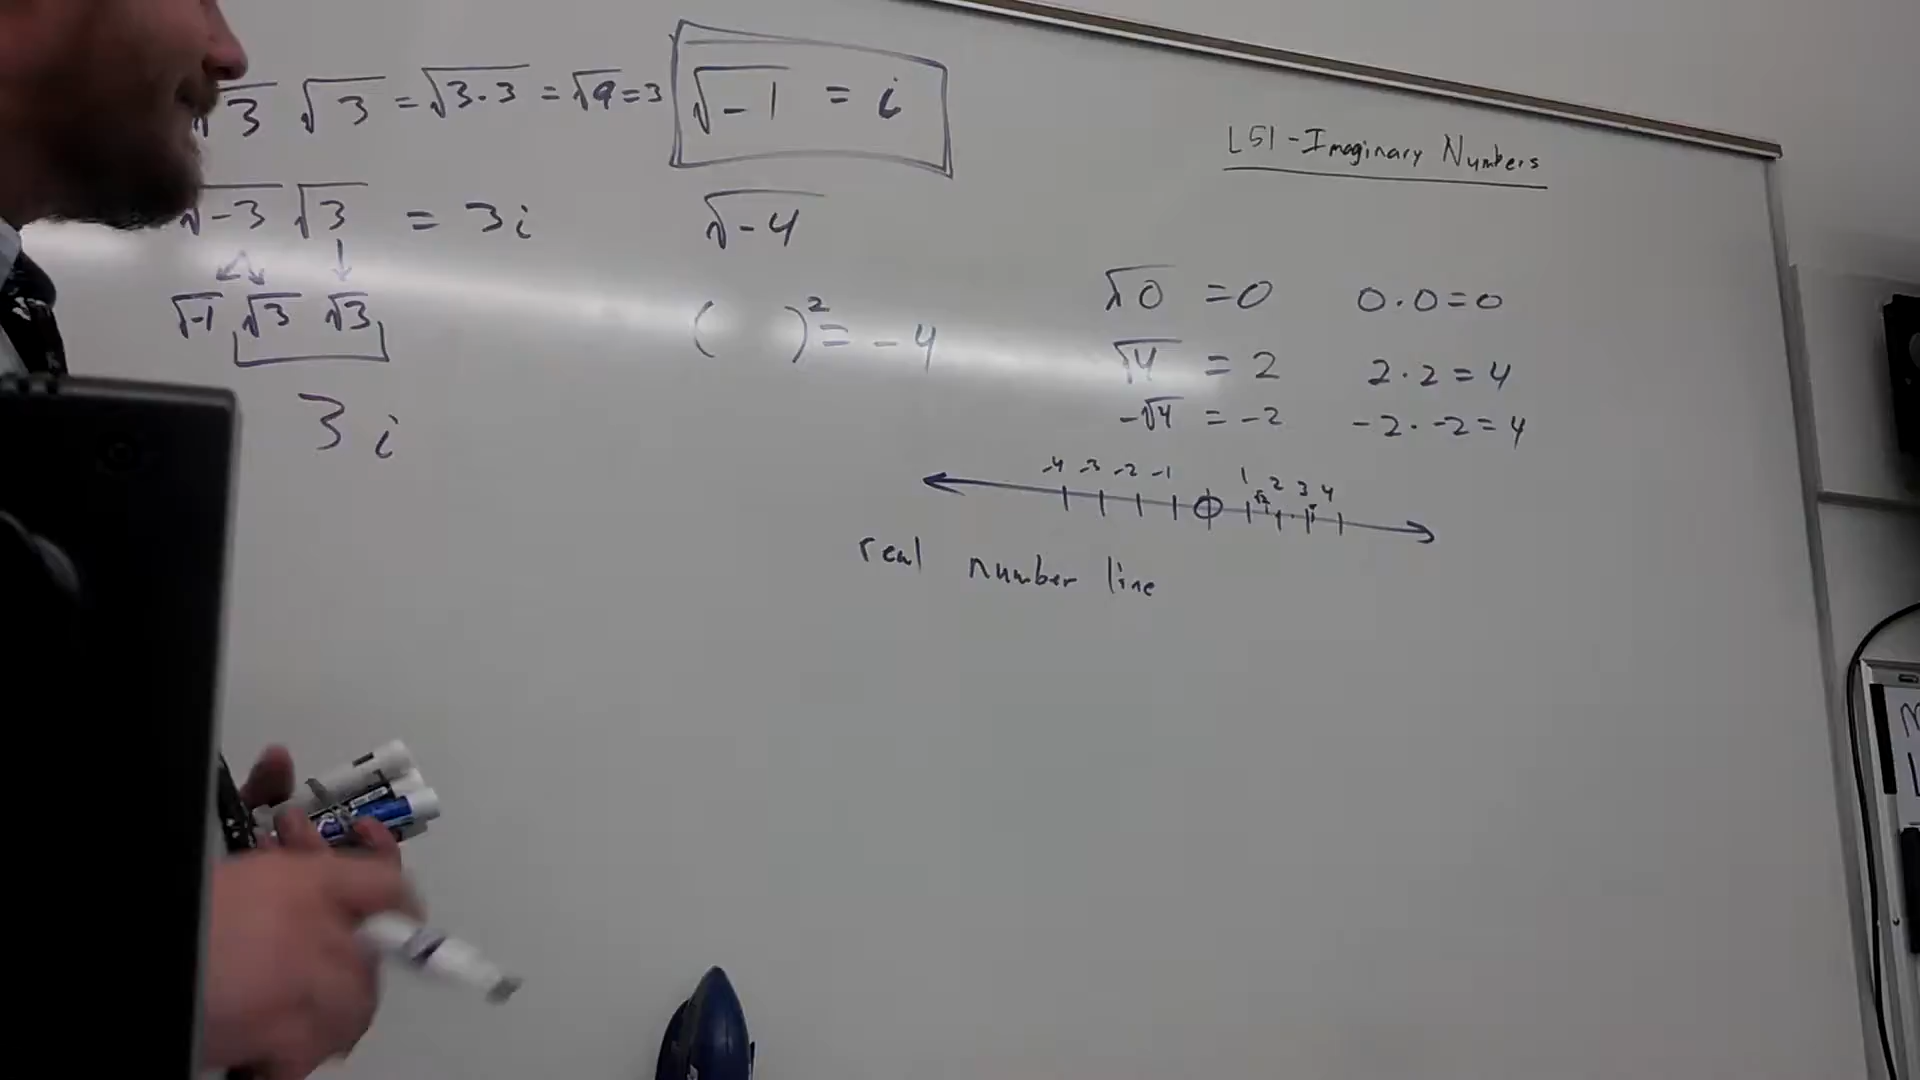 √3 √3 = √3·3 = √9 = 3
√-1 = i
L51 - Imaginary Numbers
√-3 √3 = 3i
√-4
√-1 √3 √3
( )² = -4
3i
√0 = 0 0·0=0
√4 = 2 2·2=4
-√4 = -2 -2·-2=4
-4 -3 -2 -1 0 1 √2 2 3 π 4
real number line